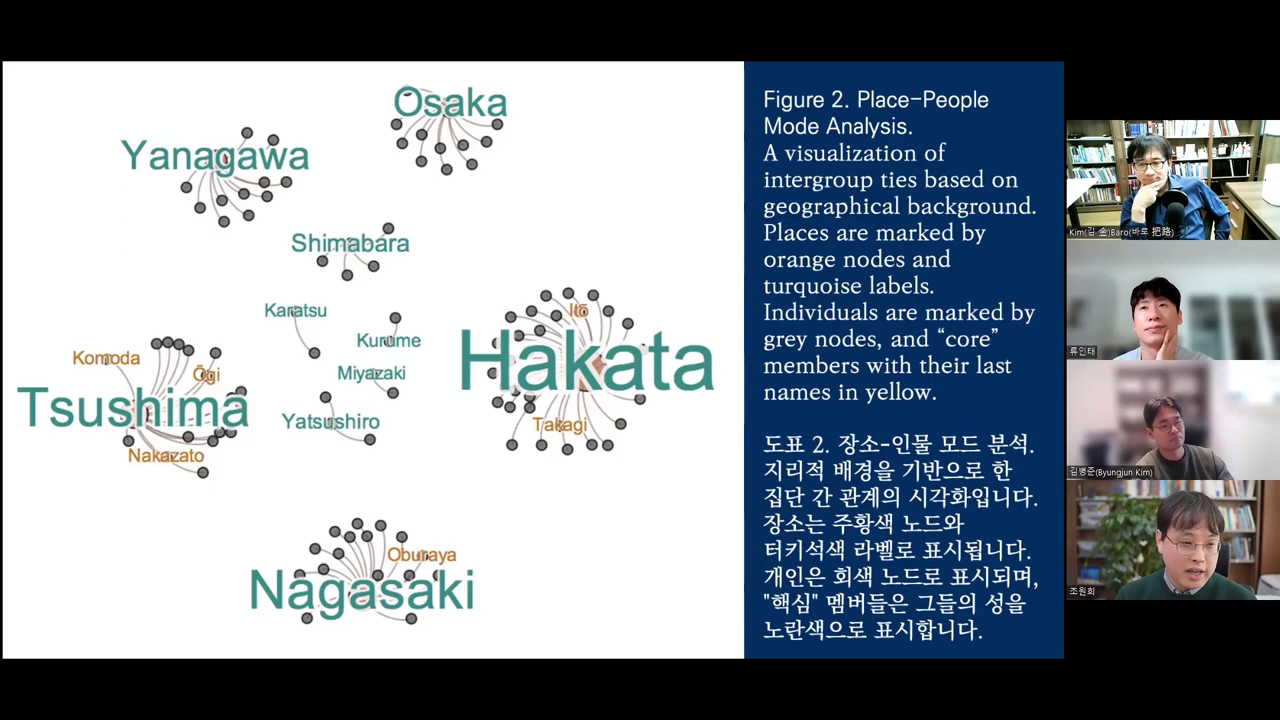 Osaka
Yanagawa
Shimabara
Karatsu
Kurume
Miyazaki
Yatsushiro
Itō
Hakata
Takagi
Komoda
Ōgi
Tsushima
Nakazato
Oburaya
Nagasaki
Figure 2. Place-People
Mode Analysis.
A visualization of
intergroup ties based on
geographical background.
Places are marked by
orange nodes and
turquoise labels.
Individuals are marked by
grey nodes, and “core”
members with their last
names in yellow.
도표 2. 장소-인물 모드 분석.
지리적 배경을 기반으로 한
집단 간 관계의 시각화입니다.
장소는 주황색 노드와
터키석색 라벨로 표시됩니다.
개인은 회색 노드로 표시되며,
"핵심" 멤버들은 그들의 성을
노란색으로 표시합니다.
Kim(김 金)Baro(바로 把路)
류인태
김병준(Byungjun Kim)
조원희